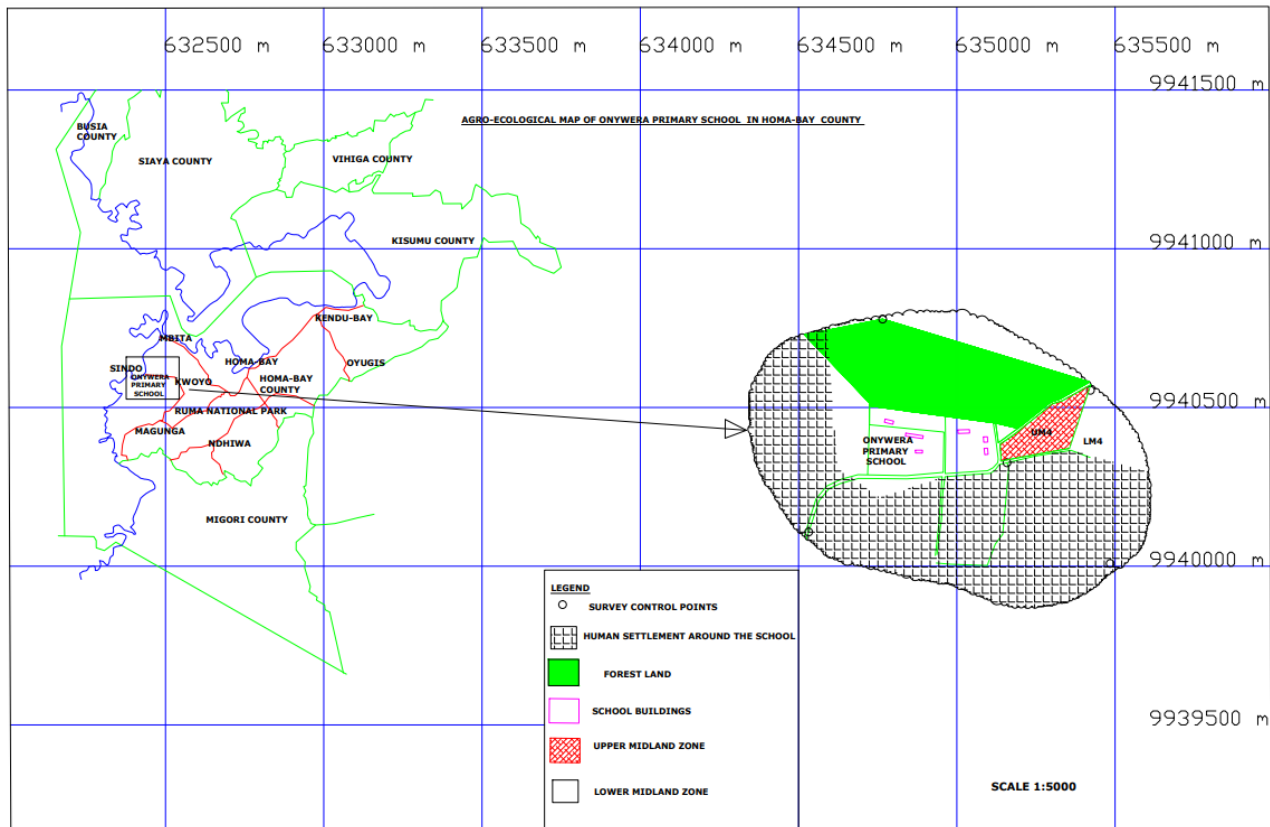 632500 m
633000 m
633500 m
634000 m
634500 m
635000 m
635500 m
9941500 m
AGRO-ECOLOGICAL MAP OF ONYWERA PRIMARY SCHOOL IN HOMA-BAY COUNTY
BUSIA
COUNTY
SIAYA COUNTY
VIHIGA COUNTY
KISUMU COUNTY
9941000 m
KENDU-BAY
MBITA
HOMA-BAY
OYUGIS
SINDO
ONYWERA
PRIMARY
SCHOOL
KWOYO
HOMA-BAY
COUNTY
RUMA NATIONAL PARK
MAGUNGA
NDHIWA
MIGORI COUNTY
9940500 m
ONYWERA
PRIMARY
SCHOOL
UM4
LM4
9940000 m
LEGEND
SURVEY CONTROL POINTS
HUMAN SETTLEMENT AROUND THE SCHOOL
FOREST LAND
SCHOOL BUILDINGS
UPPER MIDLAND ZONE
LOWER MIDLAND ZONE
9939500 m
SCALE 1:5000